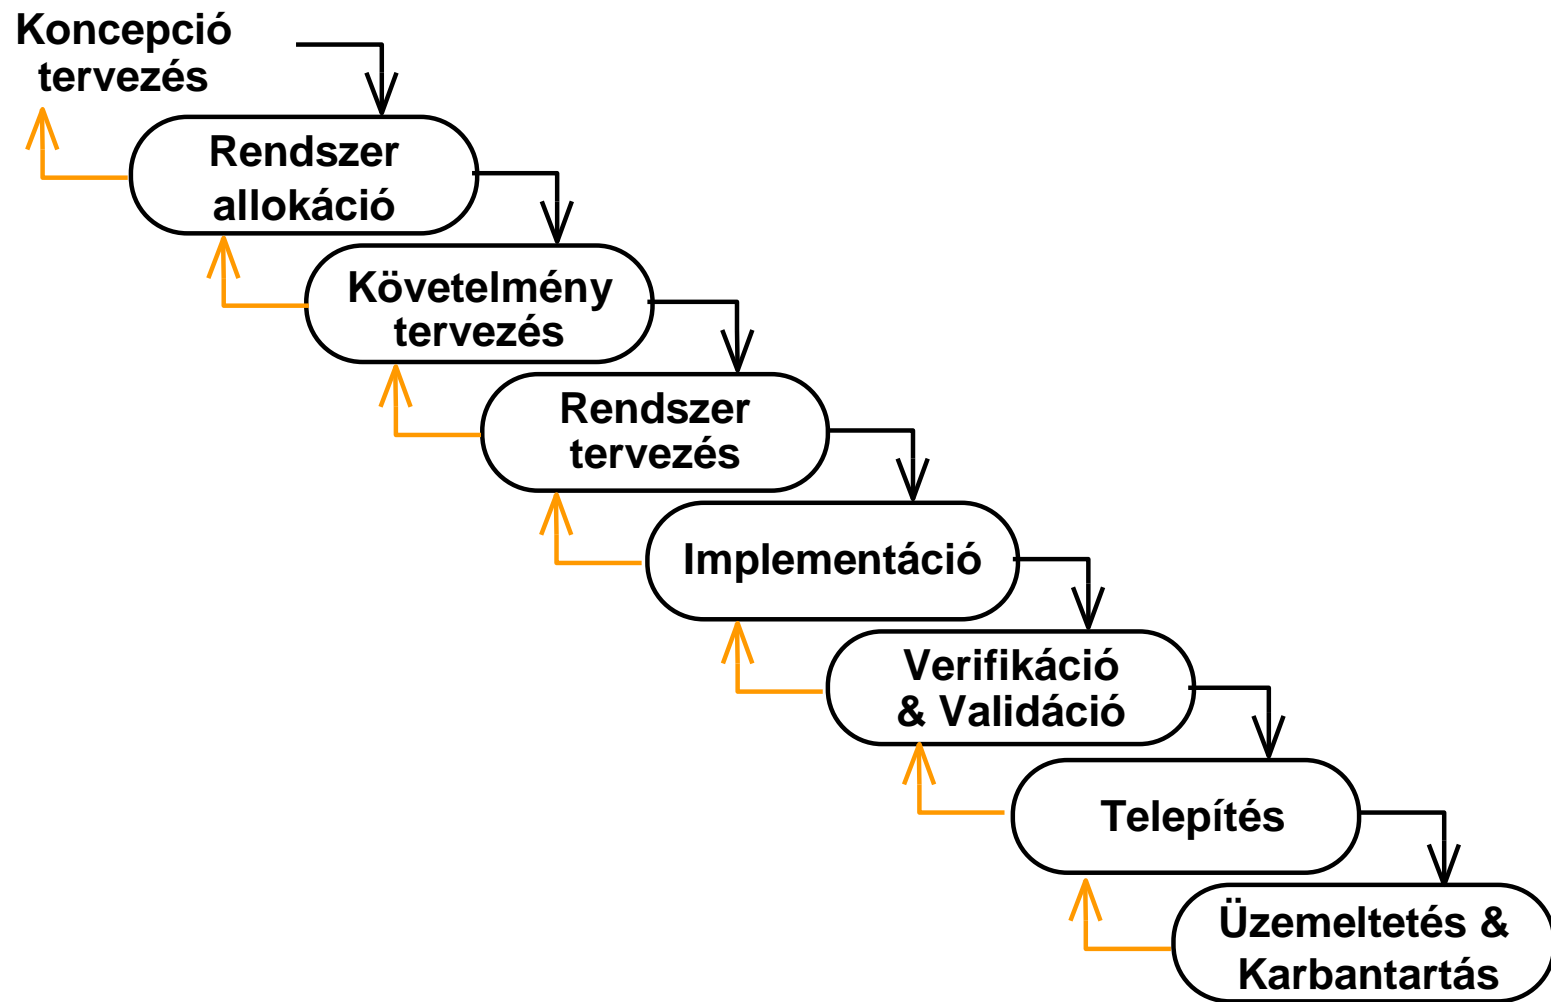 Koncepció
tervezés
Rendszer
allokáció
Követelmény
tervezés
Rendszer
tervezés
Implementáció
Verifikáció
& Validáció
Telepítés
Üzemeltetés &
Karbantartás